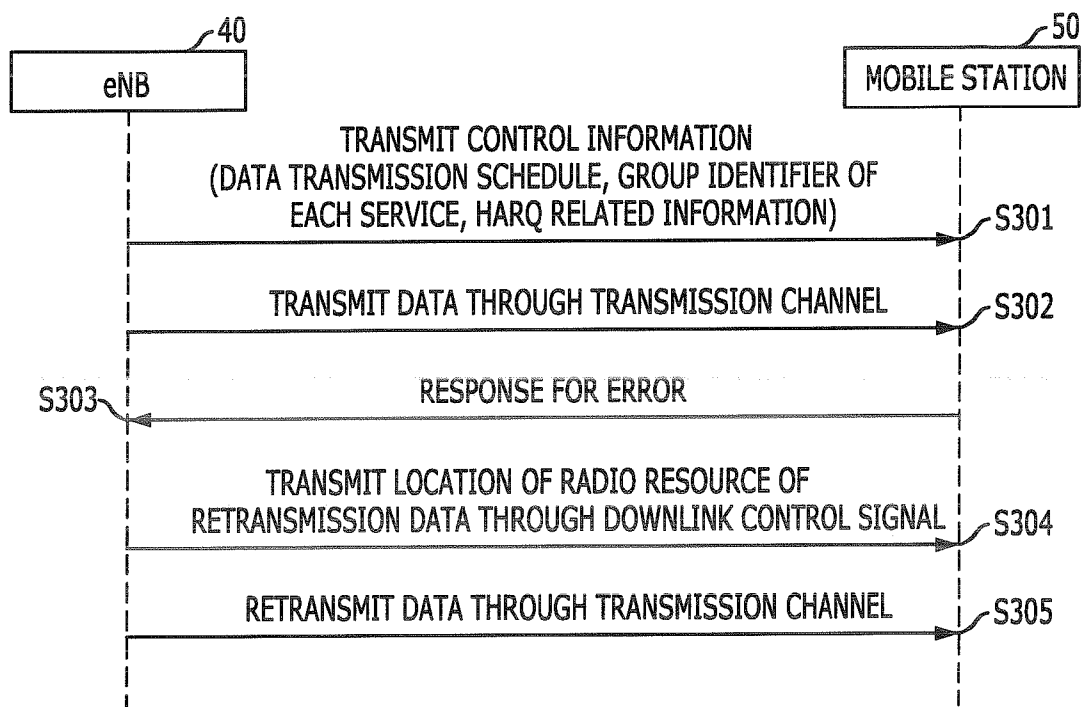 40
50
eNB
MOBILE STATION
TRANSMIT CONTROL INFORMATION
(DATA TRANSMISSION SCHEDULE, GROUP IDENTIFIER OF
EACH SERVICE, HARQ RELATED INFORMATION)
S301
TRANSMIT DATA THROUGH TRANSMISSION CHANNEL
S302
RESPONSE FOR ERROR
S303
TRANSMIT LOCATION OF RADIO RESOURCE OF
RETRANSMISSION DATA THROUGH DOWNLINK CONTROL SIGNAL
S304
RETRANSMIT DATA THROUGH TRANSMISSION CHANNEL
S305